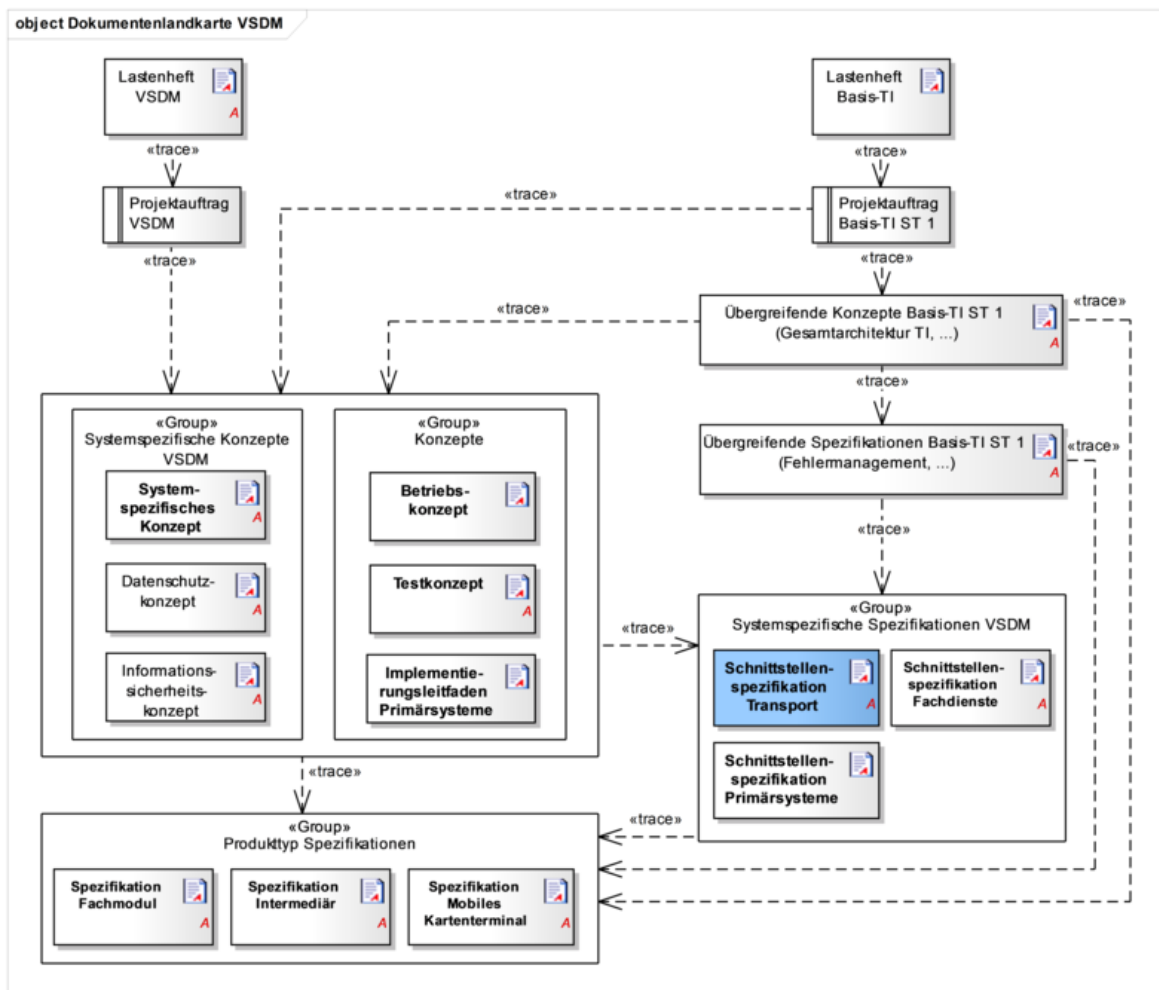 object Dokumentenlandkarte VSDM
Lastenheft
VSDM
A
Lastenheft
Basis-TI
«trace»
«trace»
Projektauftrag
VSDM
«trace»
Projektauftrag
Basis-TI ST 1
«trace»
«trace»
«trace»
Übergreifende Konzepte Basis-TI ST 1
(Gesamtarchitektur TI, ...)
A
«trace»
«trace»
Übergreifende Spezifikationen Basis-TI ST 1
(Fehlermanagement, ...)
A
«trace»
«trace»
«Group»
Systemspezifische Konzepte
VSDM
System-
spezifisches
Konzept
A
Datenschutz-
konzept
A
Informations-
sicherheits-
konzept
A
«Group»
Konzepte
Betriebs-
konzept
Testkonzept
A
Implementie-
rungsleitfaden
Primärsysteme
«trace»
«Group»
Systemspezifische Spezifikationen VSDM
Schnittstellen-
spezifikation
Transport
A
Schnittstellen-
spezifikation
Fachdienste
A
Schnittstellen-
spezifikation
Primärsysteme
«trace»
«trace»
«Group»
Produkttyp Spezifikationen
Spezifikation
Fachmodul
A
Spezifikation
Intermediär
A
Spezifikation
Mobiles
Kartenterminal
A